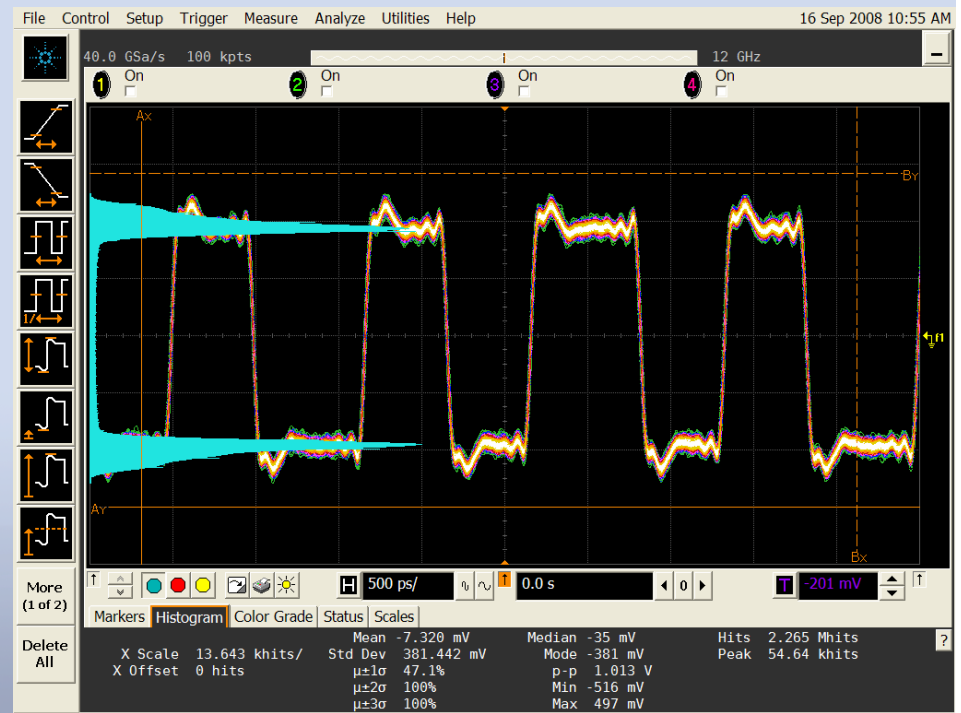 File Control Setup Trigger Measure Analyze Utilities Help 16 Sep 2008 10:55 AM
40.0 GSa/s 100 kpts 12 GHz
1 On 2 On 3 On 4 On
Ax
By
f1
Ay
Bx
1/
More
(1 of 2)
Delete
All
H 500 ps/ 0.0 s 0 T -201 mV
Markers Histogram Color Grade Status Scales
Mean -7.320 mV Median -35 mV Hits 2.265 Mhits ?
X Scale 13.643 khits/ Std Dev 381.442 mV Mode -381 mV Peak 54.64 khits
X Offset 0 hits μ±1σ 47.1% p-p 1.013 V
μ±2σ 100% Min -516 mV
μ±3σ 100% Max 497 mV